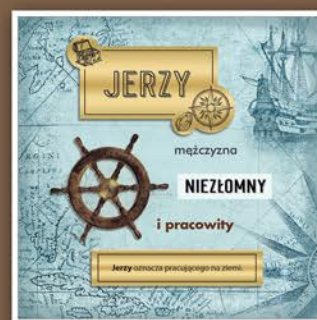 JERZY
mężczyzna
NIEZŁOMNY
i pracowity
Jerzy oznacza pracującego na ziemi.